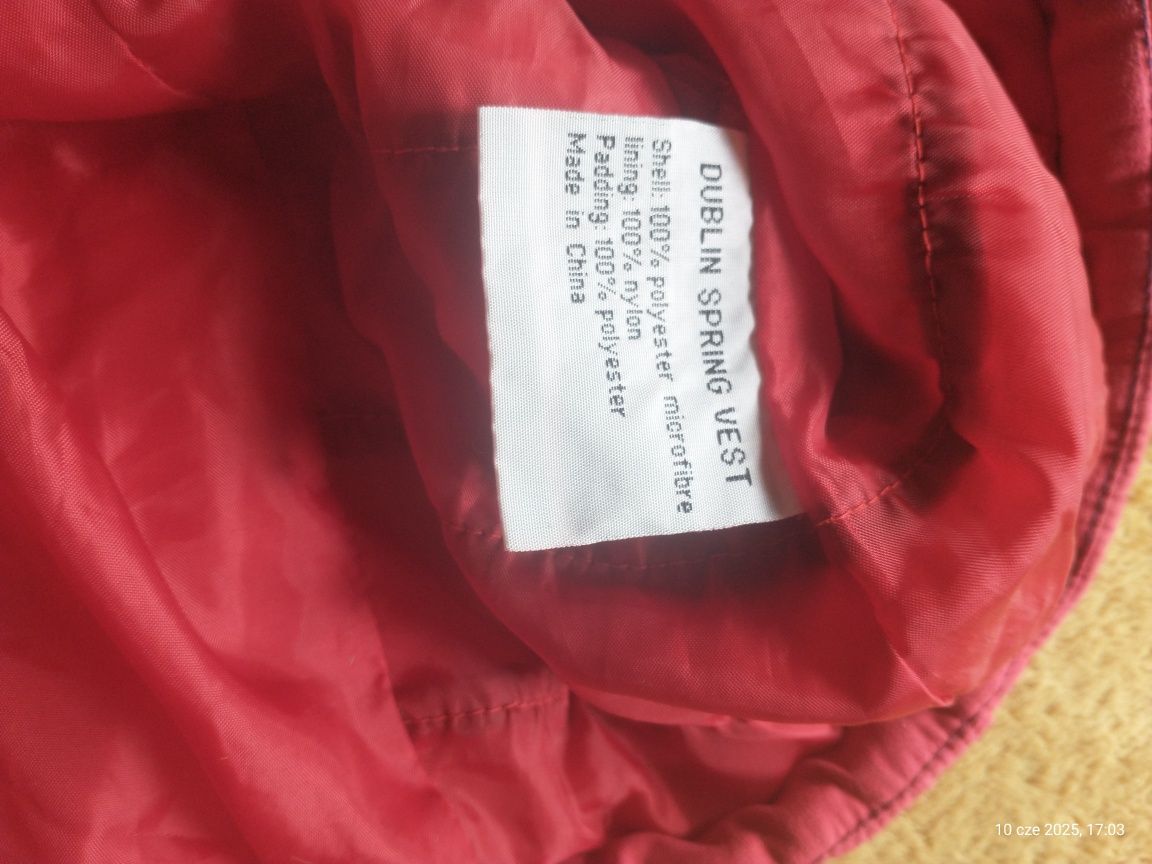 DUBLIN SPRING VEST
Shell: 100% polyester microfibre
lining: 100% nylon
Padding: 100% polyester
Made in China
10 cze 2025, 17:03